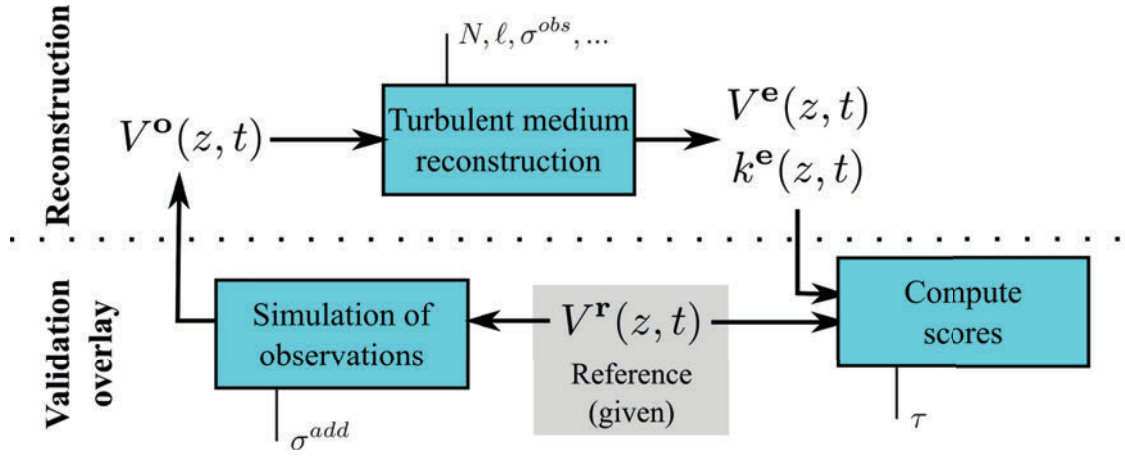 Reconstruction
N, ℓ, σ^{obs}, ...
V^{o}(z, t)
Turbulent medium
reconstruction
V^{e}(z, t)
k^{e}(z, t)
Validation
overlay
Simulation of
observations
σ^{add}
V^{r}(z, t)
Reference
(given)
Compute
scores
τ